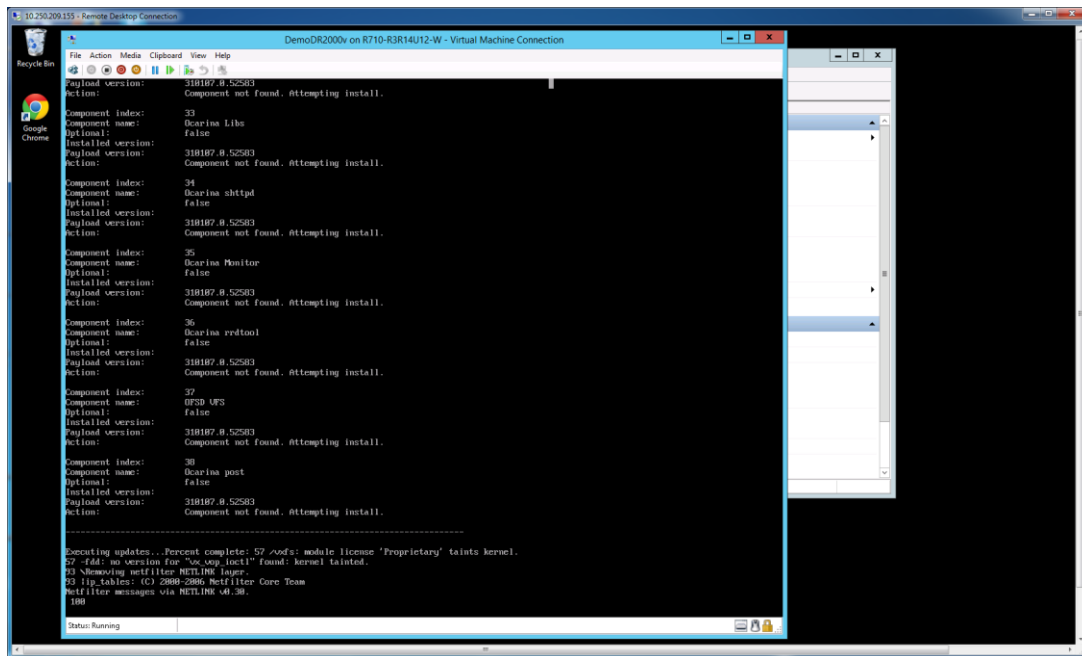 10.250.209.155 - Remote Desktop Connection
Recycle Bin
Google
Chrome
DemoDR2000v on R710-R3R14U12-W - Virtual Machine Connection
File Action Media Clipboard View Help
Payload version: 310107.0.52583
Action: Component not found. Attempting install.
Component index: 33
Component name: Ocarina Libs
Optional: false
Installed version:
Payload version: 310107.0.52583
Action: Component not found. Attempting install.
Component index: 34
Component name: Ocarina shttpd
Optional: false
Installed version:
Payload version: 310107.0.52583
Action: Component not found. Attempting install.
Component index: 35
Component name: Ocarina Monitor
Optional: false
Installed version:
Payload version: 310107.0.52583
Action: Component not found. Attempting install.
Component index: 36
Component name: Ocarina rrdtool
Optional: false
Installed version:
Payload version: 310107.0.52583
Action: Component not found. Attempting install.
Component index: 37
Component name: OFSD VFS
Optional: false
Installed version:
Payload version: 310107.0.52583
Action: Component not found. Attempting install.
Component index: 38
Component name: Ocarina post
Optional: false
Installed version:
Payload version: 310107.0.52583
Action: Component not found. Attempting install.
--------------------------------------------------------------------------------
Executing updates...Percent complete: 57 /vxfs: module license 'Proprietary' taints kernel.
57 -fdd: no version for "vx_vop_ioctl" found: kernel tainted.
93 \Removing netfilter NETLINK layer.
93 |ip_tables: (C) 2000-2006 Netfilter Core Team
Netfilter messages via NETLINK v0.30.
100
Status: Running